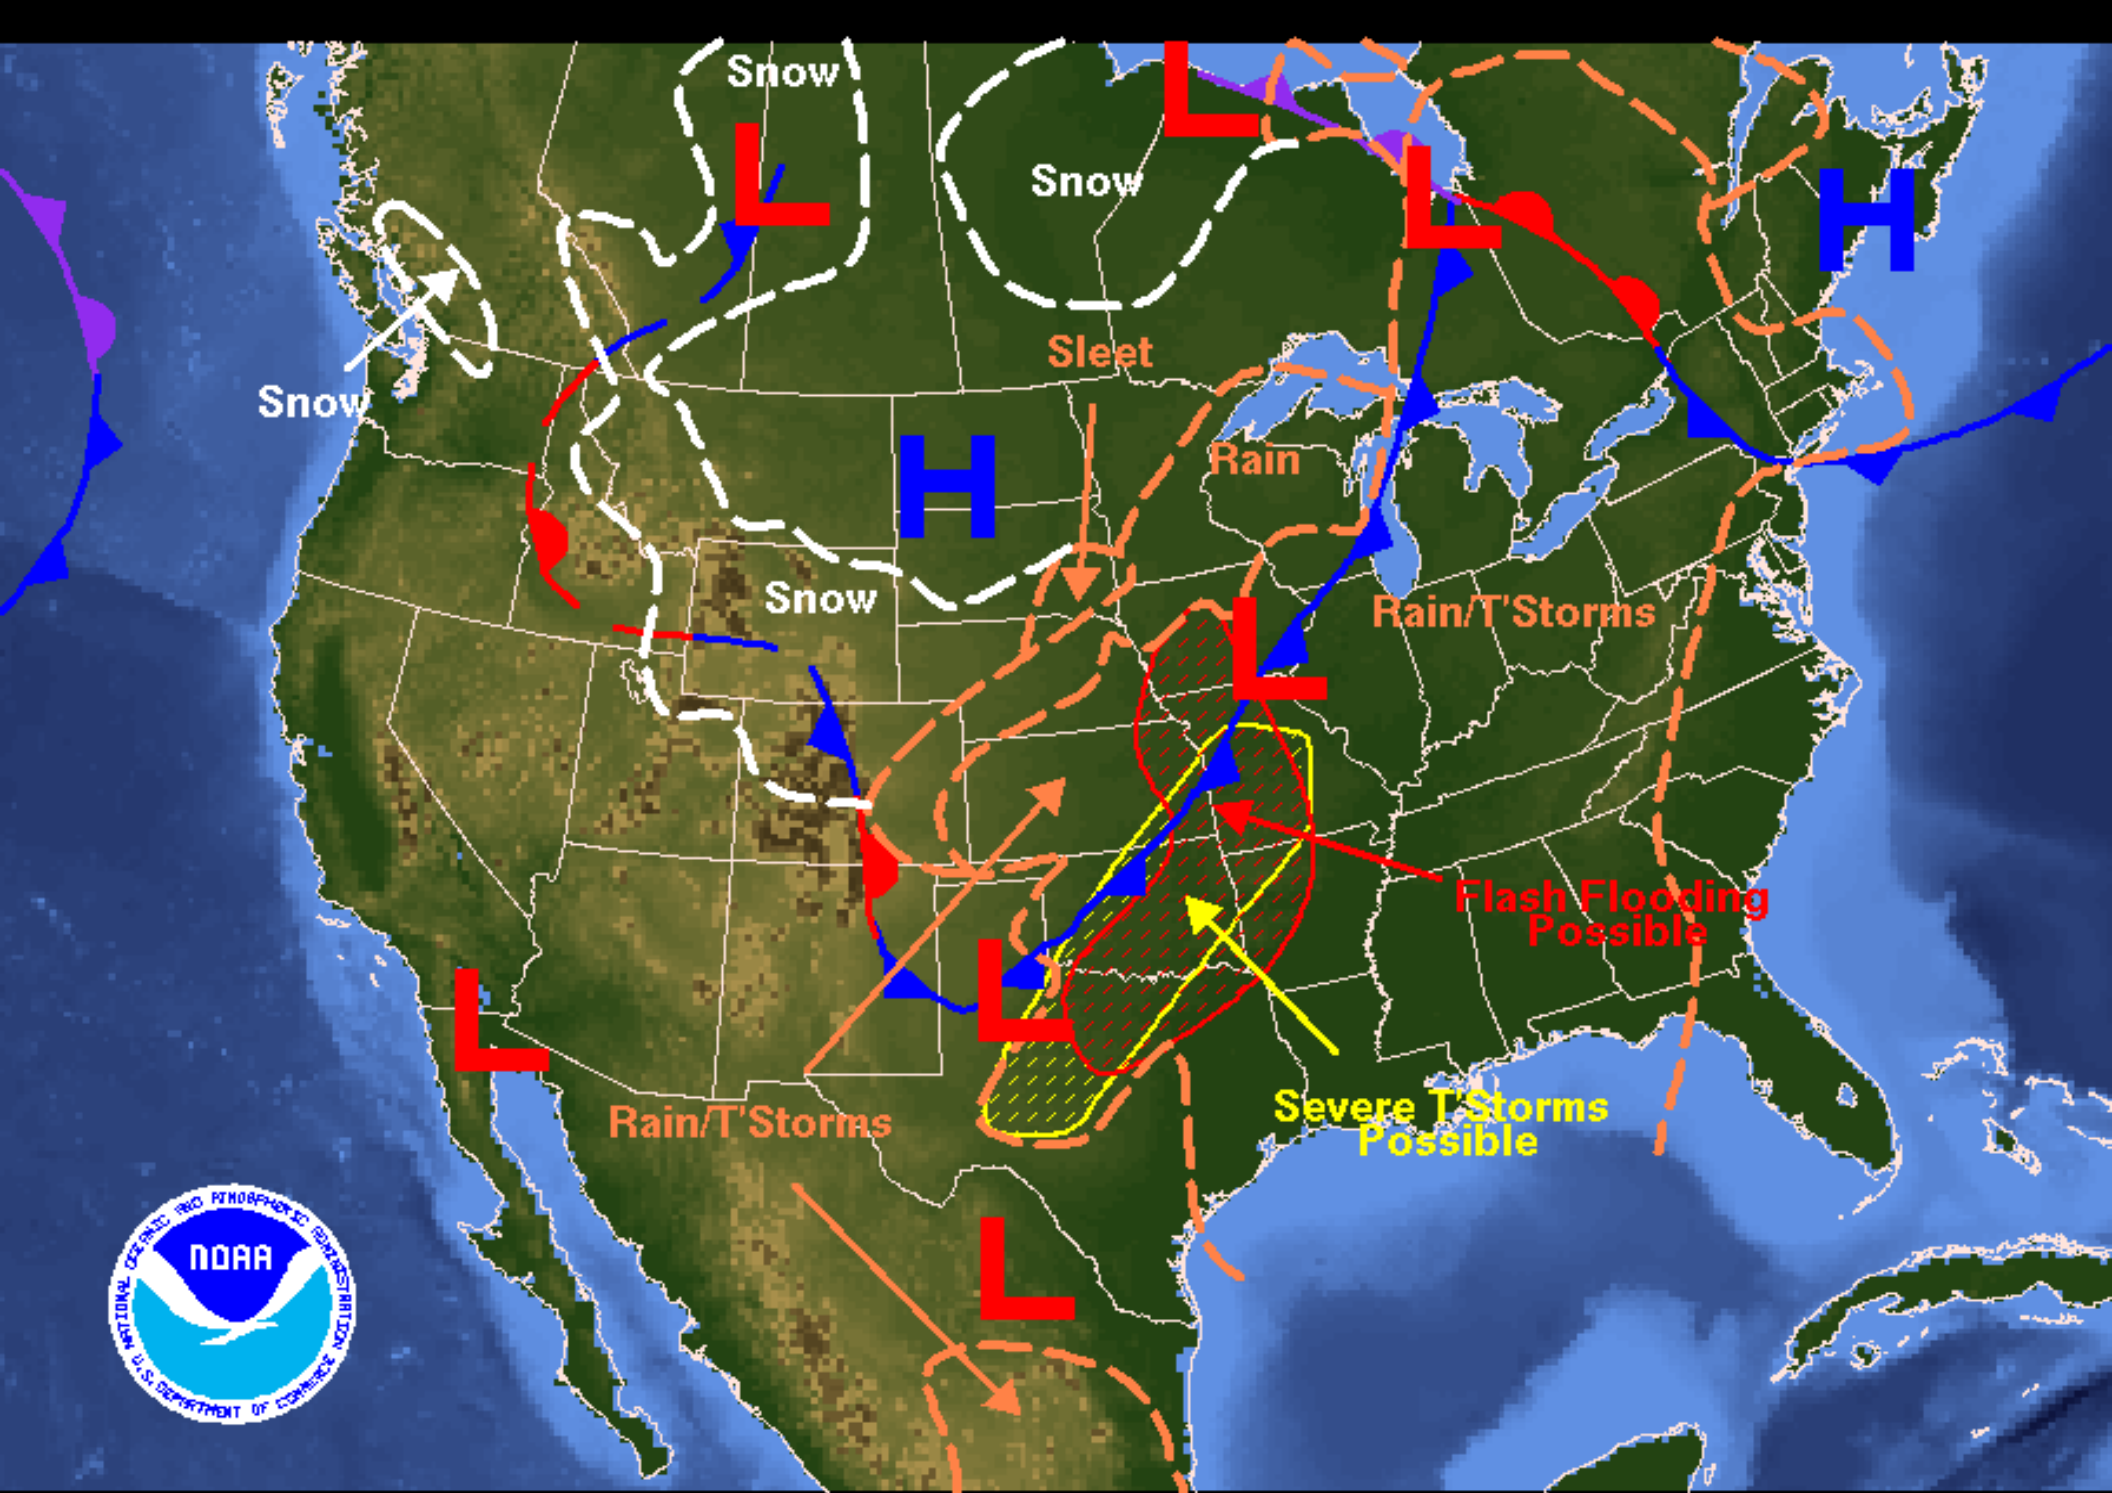 Snow
L
L
Snow
L
H
Sleet
Snow
H
Rain
Snow
Rain/T'Storms
L
Flash Flooding
Possible
L
L
Severe T'Storms
Possible
Rain/T'Storms
L
NATIONAL OCEANIC AND ATMOSPHERIC ADMINISTRATION
NOAA
U.S. DEPARTMENT OF COMMERCE